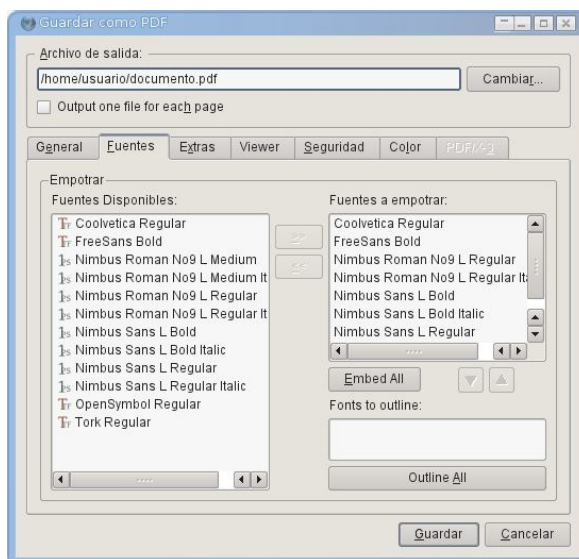 Guardar como PDF
Archivo de salida:
/home/usuario/documento.pdf
Cambiar...
Output one file for each page
General Fuentes Extras Viewer Seguridad Color PDF/X-3
Empotrar
Fuentes Disponibles:
Coolvetica Regular
FreeSans Bold
Nimbus Roman No9 L Medium
Nimbus Roman No9 L Medium It
Nimbus Roman No9 L Regular
Nimbus Roman No9 L Regular It
Nimbus Sans L Bold
Nimbus Sans L Bold Italic
Nimbus Sans L Regular
Nimbus Sans L Regular Italic
OpenSymbol Regular
Tork Regular
>>
<<
Fuentes a empotrar:
Coolvetica Regular
FreeSans Bold
Nimbus Roman No9 L Regular
Nimbus Roman No9 L Regular Ita
Nimbus Sans L Bold
Nimbus Sans L Bold Italic
Nimbus Sans L Regular
Embed All
Fonts to outline:
Outline All
Guardar Cancelar